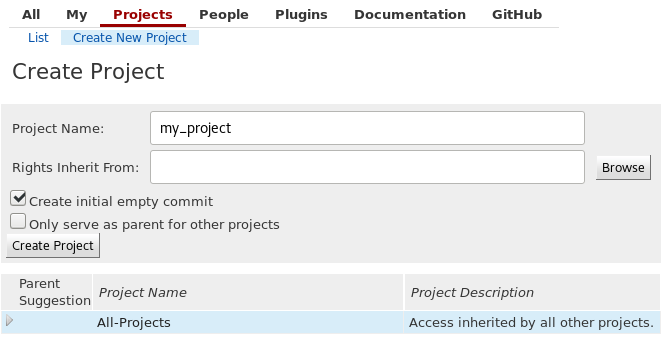 All My Projects People Plugins Documentation GitHub
List Create New Project
Create Project
Project Name: my_project
Rights Inherit From: Browse
Create initial empty commit
Only serve as parent for other projects
Create Project
Parent
Suggestion Project Name Project Description
All-Projects Access inherited by all other projects.